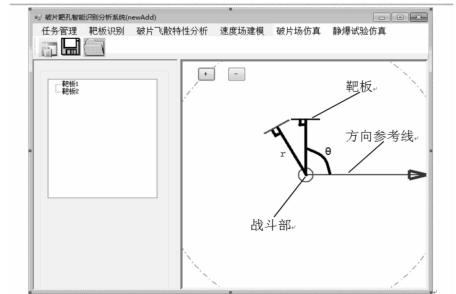 破片靶孔智能识别分析系统(newAdd)
任务管理 靶板识别 破片飞散特性分析 速度场建模 破片场仿真 静爆试验仿真
靶板1
靶板2
+ -
靶板
方向参考线
r θ
战斗部